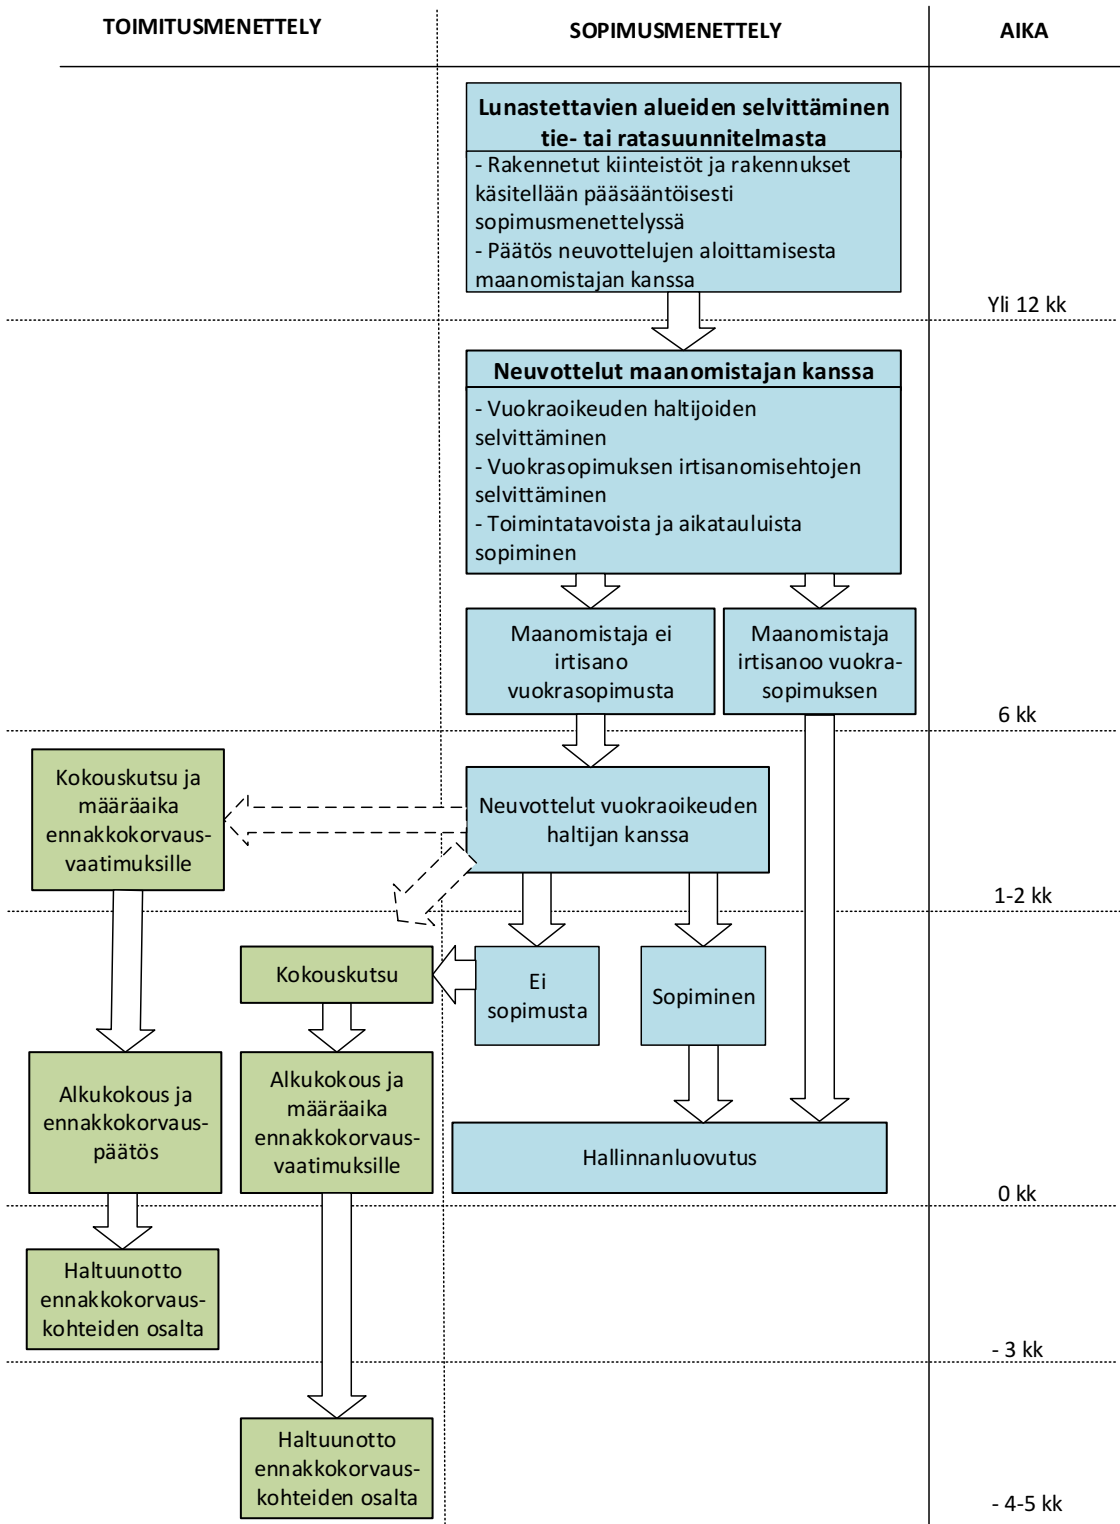 TOIMITUSMENETTELY
SOPIMUSMENETTELY
AIKA
Lunastettavien alueiden selvittäminen
tie- tai ratasuunnitelmasta
- Rakennetut kiinteistöt ja rakennukset
käsitellään pääsääntöisesti
sopimusmenettelyssä
- Päätös neuvottelujen aloittamisesta
maanomistajan kanssa
Yli 12 kk
Neuvottelut maanomistajan kanssa
- Vuokraoikeuden haltijoiden
selvittäminen
- Vuokrasopimuksen irtisanomisehtojen
selvittäminen
- Toimintatavoista ja aikatauluista
sopiminen
Maanomistaja ei
irtisano
vuokrasopimusta
Maanomistaja
irtisanoo vuokra-
sopimuksen
6 kk
Kokouskutsu ja
määräaika
ennakkokorvaus-
vaatimuksille
Neuvottelut vuokraoikeuden
haltijan kanssa
1-2 kk
Kokouskutsu
Ei
sopimusta
Sopiminen
Alkukokous ja
ennakkokorvaus-
päätös
Alkukokous ja
määräaika
ennakkokorvaus-
vaatimuksille
Hallinnanluovutus
0 kk
Haltuunotto
ennakkokorvaus-
kohteiden osalta
- 3 kk
Haltuunotto
ennakkokorvaus-
kohteiden osalta
- 4-5 kk